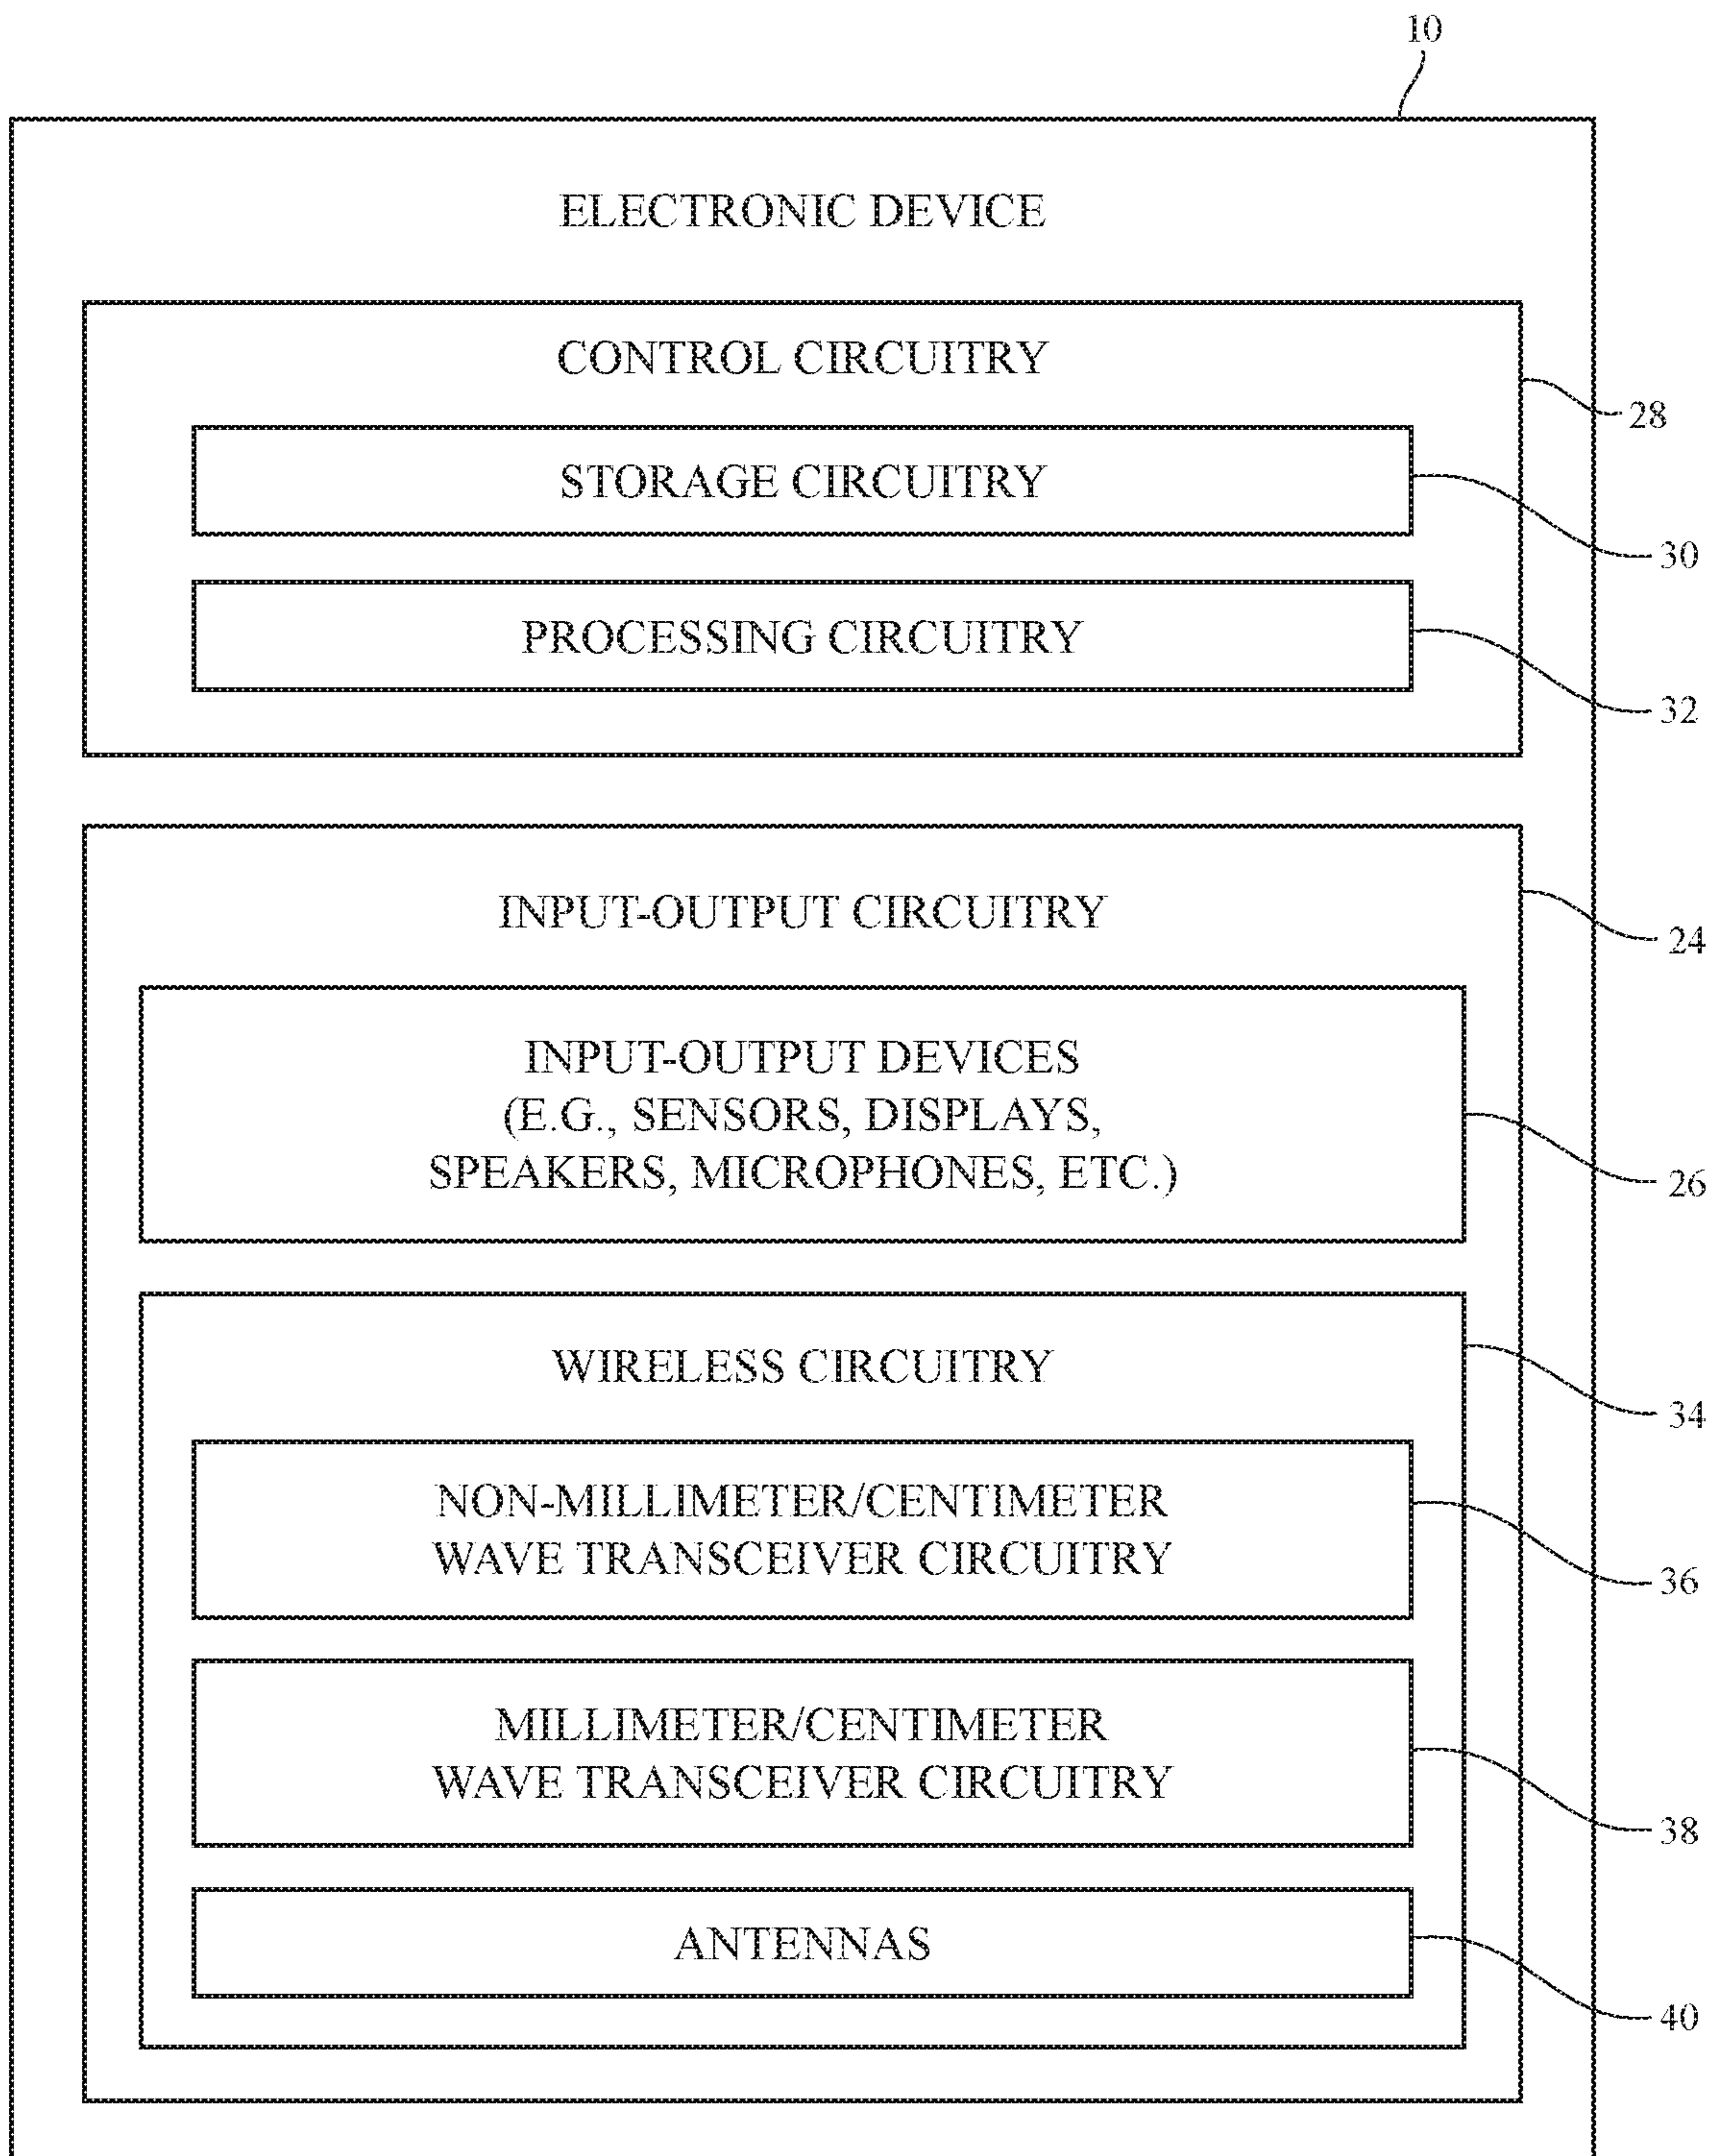 10
ELECTRONIC DEVICE
CONTROL CIRCUITRY
28
STORAGE CIRCUITRY
30
PROCESSING CIRCUITRY
32
INPUT-OUTPUT CIRCUITRY
24
INPUT-OUTPUT DEVICES
(E.G., SENSORS, DISPLAYS,
SPEAKERS, MICROPHONES, ETC.)
26
WIRELESS CIRCUITRY
34
NON-MILLIMETER/CENTIMETER
WAVE TRANSCEIVER CIRCUITRY
36
MILLIMETER/CENTIMETER
WAVE TRANSCEIVER CIRCUITRY
38
ANTENNAS
40